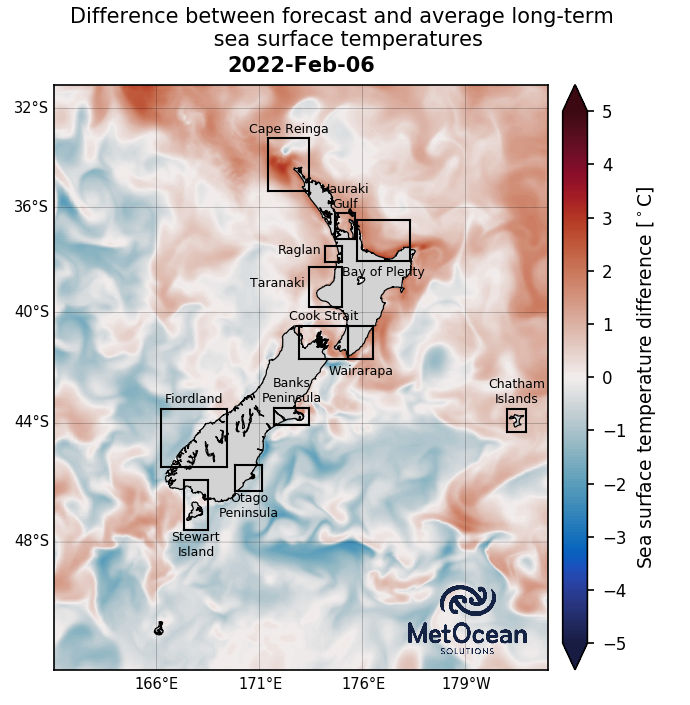 Difference between forecast and average long-term
sea surface temperatures
2022-Feb-06
32°S
36°S
40°S
44°S
48°S
Cape Reinga
Hauraki
Gulf
Raglan
Bay of Plenty
Taranaki
Cook Strait
Wairarapa
Banks
Peninsula
Chatham
Islands
Fiordland
Otago
Peninsula
Stewart
Island
MetOcean
SOLUTIONS
166°E
171°E
176°E
179°W
5
4
3
2
1
0
−1
−2
−3
−4
−5
Sea surface temperature difference [°C]